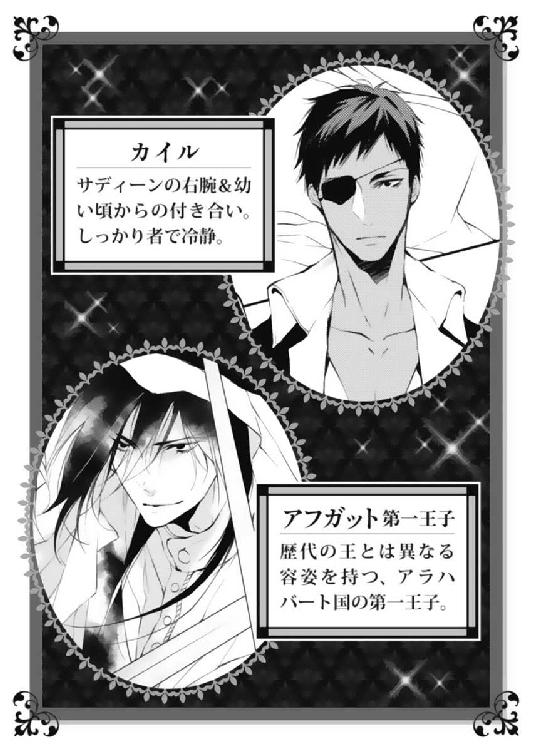 カイル
サディーンの右腕&幼
い頃からの付き合い。
しっかり者で冷静。
アフガット 第一王子
歴代の王とは異なる
容姿を持つ、アラハ
バート国の第一王子。